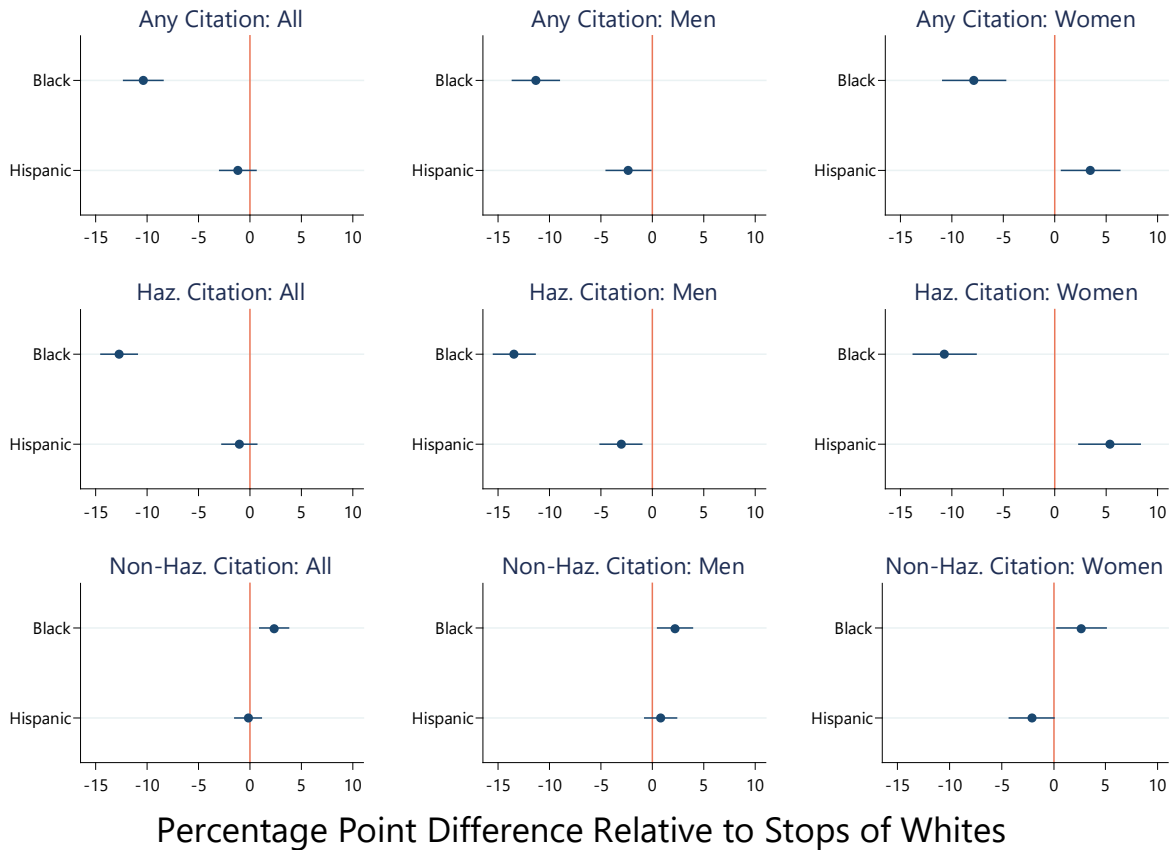 Any Citation: All
Any Citation: Men
Any Citation: Women
Black
Hispanic
-15 -10 -5 0 5 10
Black
Hispanic
-15 -10 -5 0 5 10
Black
Hispanic
-15 -10 -5 0 5 10
Haz. Citation: All
Haz. Citation: Men
Haz. Citation: Women
Black
Hispanic
-15 -10 -5 0 5 10
Black
Hispanic
-15 -10 -5 0 5 10
Black
Hispanic
-15 -10 -5 0 5 10
Non-Haz. Citation: All
Non-Haz. Citation: Men
Non-Haz. Citation: Women
Black
Hispanic
-15 -10 -5 0 5 10
Black
Hispanic
-15 -10 -5 0 5 10
Black
Hispanic
-15 -10 -5 0 5 10
Percentage Point Difference Relative to Stops of Whites